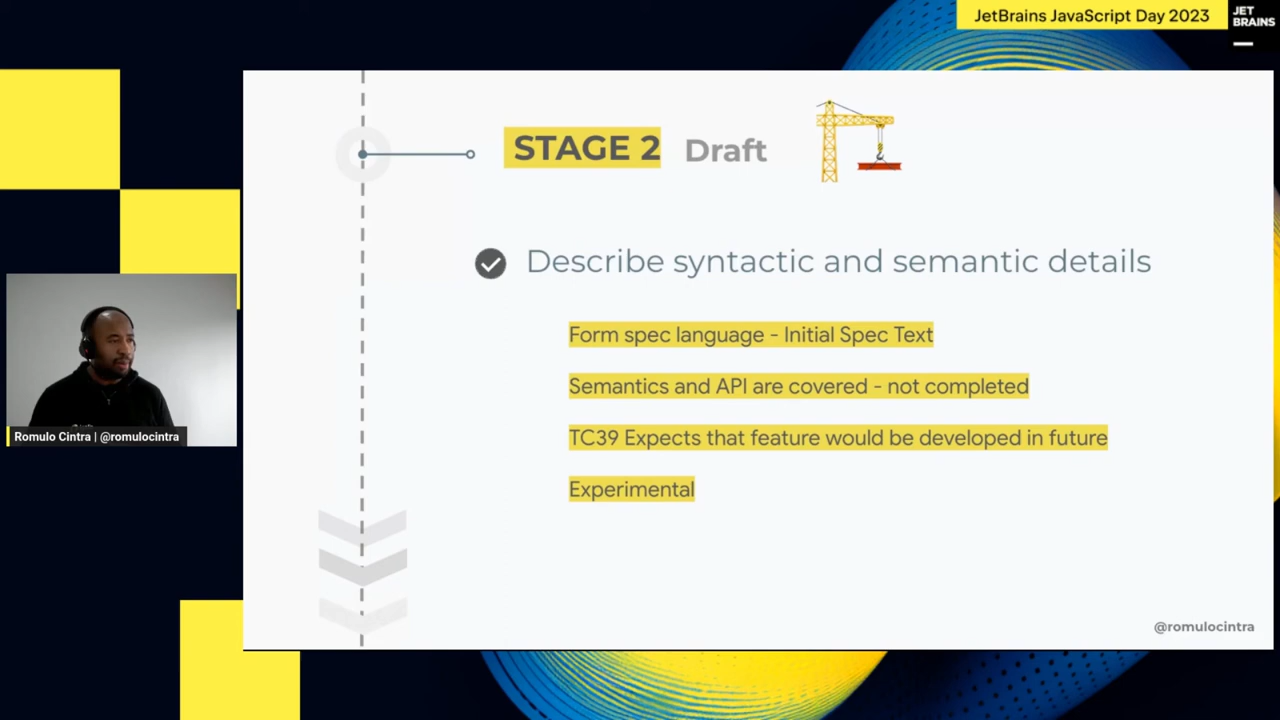 JetBrains JavaScript Day 2023
JET
BRAINS
STAGE 2 Draft
Describe syntactic and semantic details
Form spec language - Initial Spec Text
Semantics and API are covered - not completed
TC39 Expects that feature would be developed in future
Experimental
Romulo Cintra | @romulocintra
@romulocintra